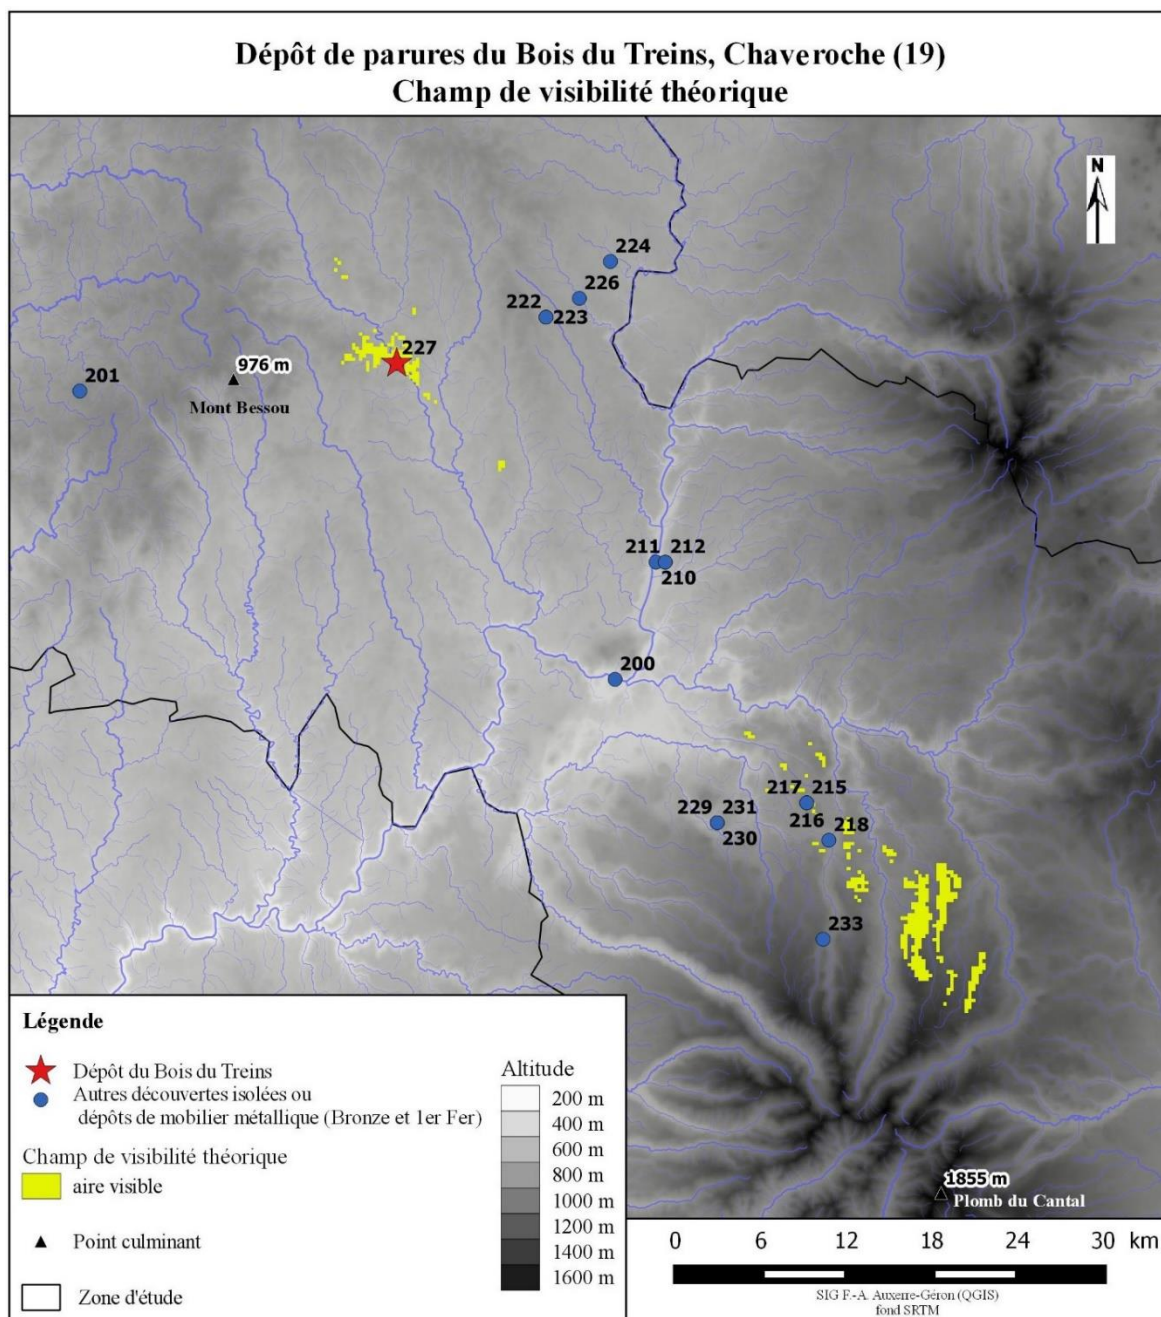 Dépôt de parures du Bois du Treins, Chaveroche (19)
Champ de visibilité théorique
N
224
226
222
223
227
976 m
Mont Bessou
201
211
212
210
200
217
215
216
218
229
231
230
233
1855 m
Plomb du Cantal
Légende
Dépôt du Bois du Treins
Autres découvertes isolées ou
dépôts de mobilier métallique (Bronze et 1er Fer)
Champ de visibilité théorique
aire visible
Point culminant
Zone d'étude
Altitude
200 m
400 m
600 m
800 m
1000 m
1200 m
1400 m
1600 m
0 6 12 18 24 30 km
SIG F.-A. Auxerre-Géron (QGIS)
fond SRTM